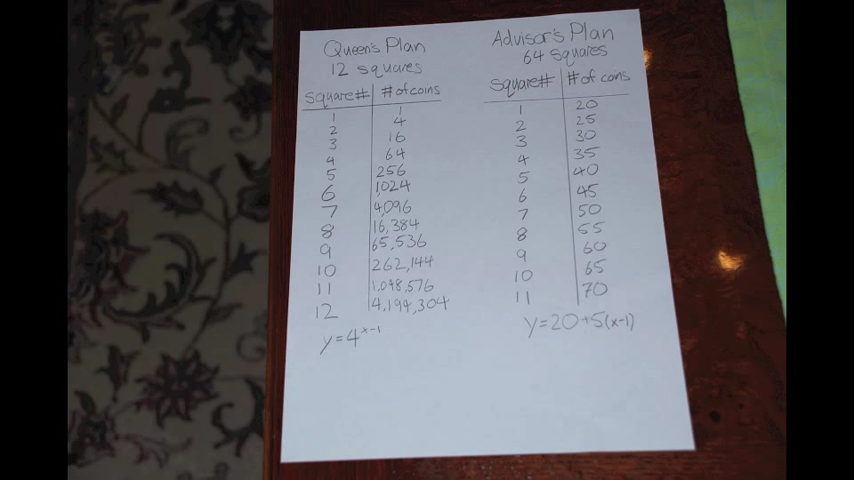 Queen's Plan
12 squares
Square# # of coins
1 1
2 4
3 16
4 64
5 256
6 1024
7 4,096
8 16,384
9 65,536
10 262,144
11 1,048,576
12 4,194,304
y=4^(x-1)
Advisor's Plan
64 squares
Square# # of coins
1 20
2 25
3 30
4 35
5 40
6 45
7 50
8 55
9 60
10 65
11 70
y=20+5(x-1)